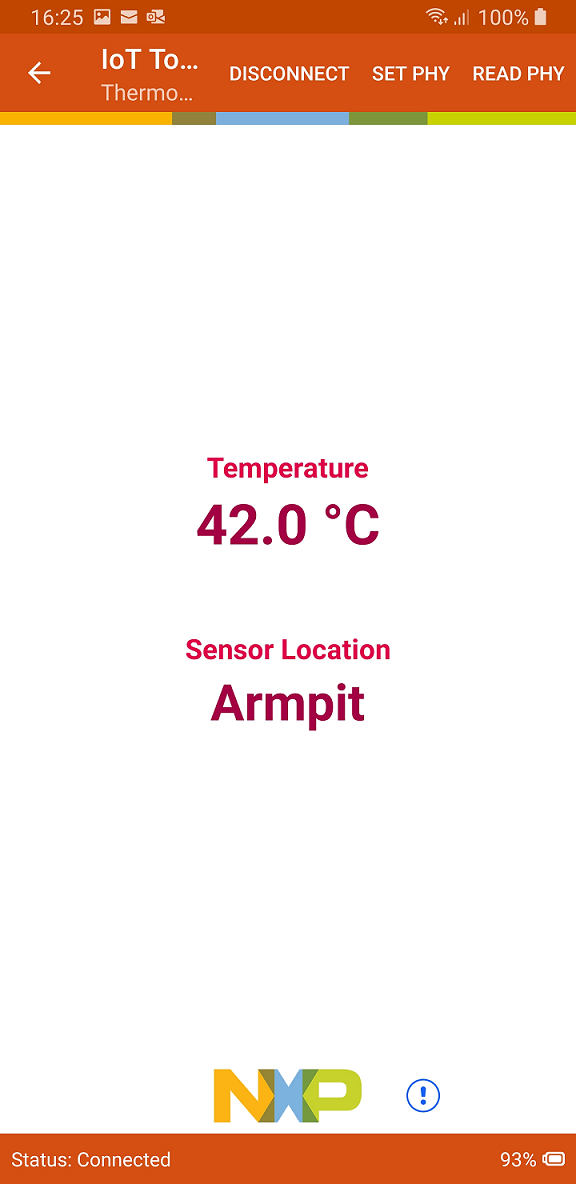 16:25 100%
IoT To...
Thermo...
DISCONNECT SET PHY READ PHY
Temperature
42.0 °C
Sensor Location
Armpit
NXP
Status: Connected 93%